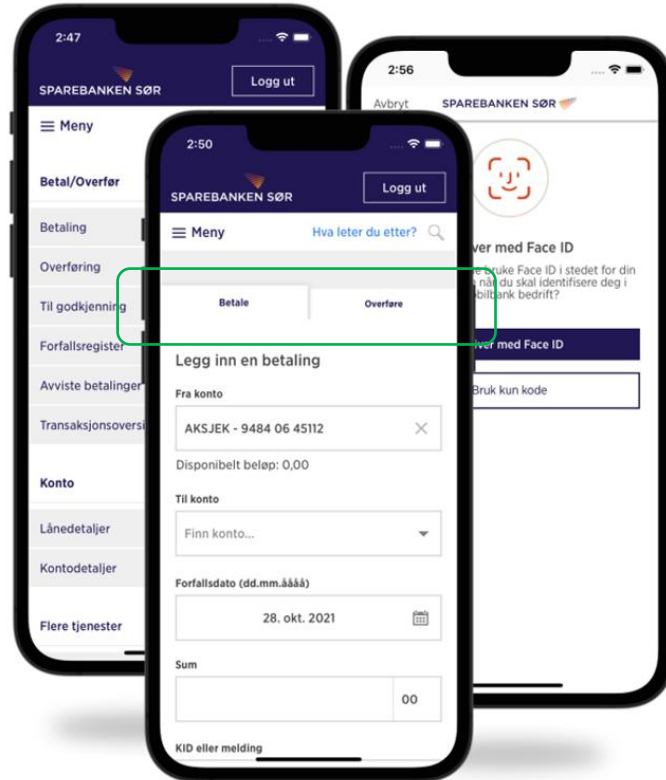 2:47
SPAREBANKEN SØR
Logg ut
Meny
Betal/Overfør
Betaling
Overføring
Til godkjenning
Forfallsregister
Avviste betalinger
Konto
Lånedetaljer
Kontodetaljer
Flere tjenester
2:50
SPAREBANKEN SØR
Logg ut
Meny
Hva leter du etter?
Betale
Overføre
Legg inn en betaling
Fra konto
AKSJEK - 9484 06 45112
Disponibelt beløp: 0,00
Til konto
Finn konto...
Forfallsdato (dd.mm.åååå)
28. okt. 2021
Sum
00
KID eller melding
2:56
Avbryt
SPAREBANKEN SØR
med Face ID
bruke Face ID i stedet for din
når du skal identifisere deg i
bedrift?
med Face ID
Bruk kun kode